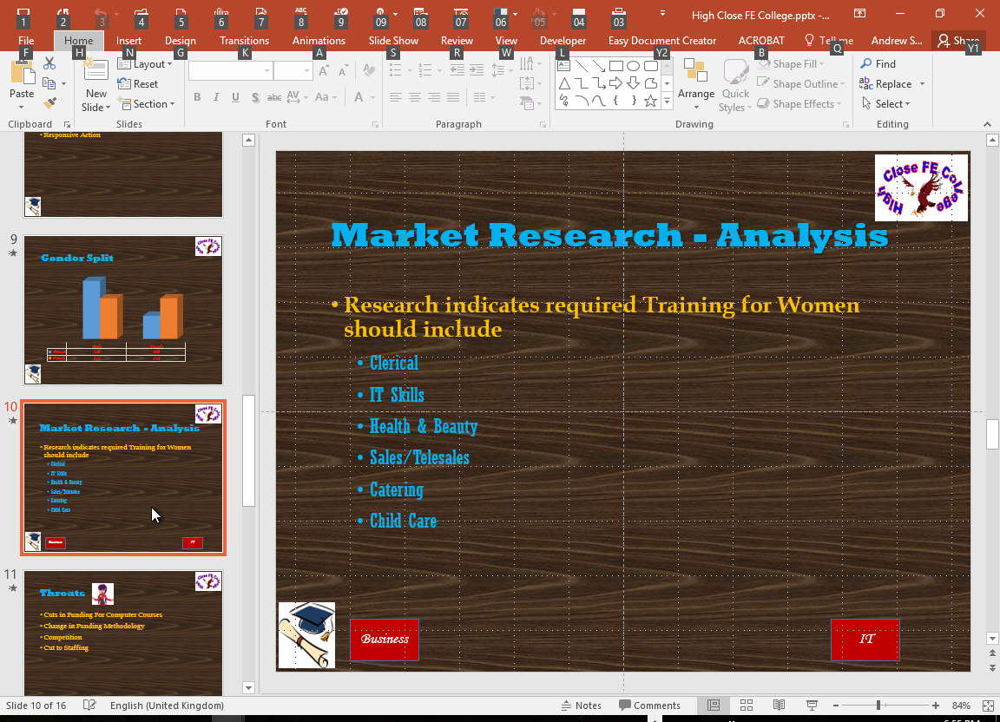 1 2 3 4 5 6 7 8 9 09 08 07 06 05 04 03
High Close FE College.pptx -...
File Home Insert Design Transitions Animations Slide Show Review View Developer Easy Document Creator ACROBAT Tell me Andrew S... Share
F H N G K A S R W L Y2 B Q Y1
Paste
New
Slide
Layout
Reset
Section
B I U S abc AV Aa A
Arrange
Quick
Styles
Shape Fill
Shape Outline
Shape Effects
Find
Replace
Select
Clipboard Slides Font Paragraph Drawing Editing
• Responsive Action
9
Gender Split
10
Market Research - Analysis
• Research indicates required Training for Women
should include
• Clerical
• IT Skills
• Health & Beauty
• Sales/Telesales
• Catering
• Child Care
Business IT
11
Threats
• Cuts in Funding For Computer Courses
• Change in Funding Methodology
• Competition
• Cut to Staffing
High Close FE College
Market Research - Analysis
• Research indicates required Training for Women
should include
• Clerical
• IT Skills
• Health & Beauty
• Sales/Telesales
• Catering
• Child Care
Business IT
Slide 10 of 16 English (United Kingdom) Notes Comments 84%